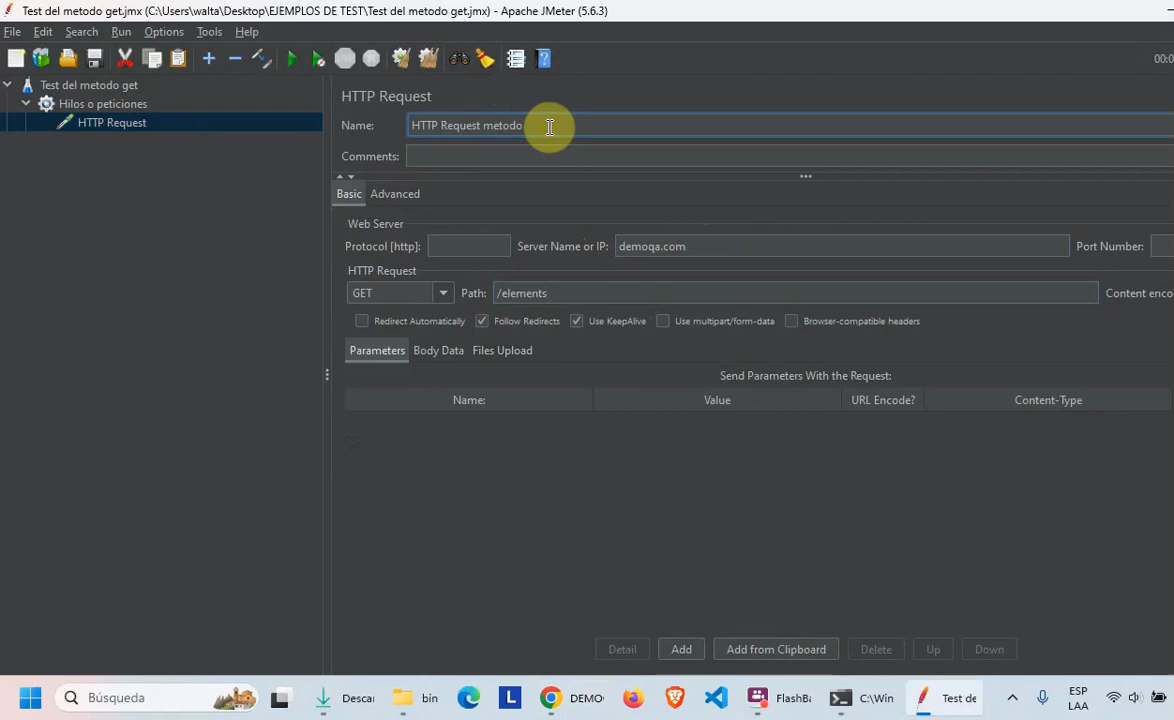 Test del metodo get.jmx (C:\Users\walta\Desktop\EJEMPLOS DE TEST\Test del metodo get.jmx) - Apache JMeter (5.6.3)
File Edit Search Run Options Tools Help
00:0
Test del metodo get
Hilos o peticiones
HTTP Request
HTTP Request
Name: HTTP Request metodo
Comments:
Basic Advanced
Web Server
Protocol [http]: Server Name or IP: demoqa.com Port Number:
HTTP Request
GET Path: /elements Content enco
Redirect Automatically Follow Redirects Use KeepAlive Use multipart/form-data Browser-compatible headers
Parameters Body Data Files Upload
Send Parameters With the Request:
Name: Value URL Encode? Content-Type
Detail Add Add from Clipboard Delete Up Down
Búsqueda Desca bin L DEMO FlashBa C:\Win Test de ESP
LAA